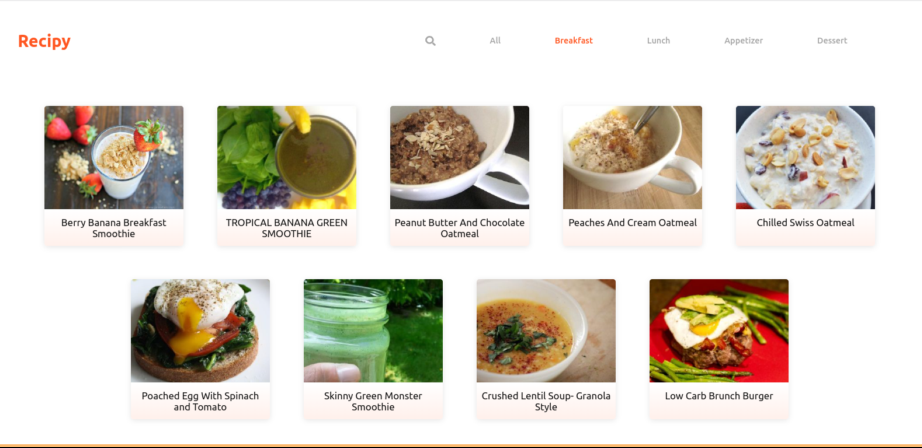 Recipy
All
Breakfast
Lunch
Appetizer
Dessert
Berry Banana Breakfast
Smoothie
TROPICAL BANANA GREEN
SMOOTHIE
Peanut Butter And Chocolate
Oatmeal
Peaches And Cream Oatmeal
Chilled Swiss Oatmeal
Poached Egg With Spinach
and Tomato
Skinny Green Monster
Smoothie
Crushed Lentil Soup- Granola
Style
Low Carb Brunch Burger